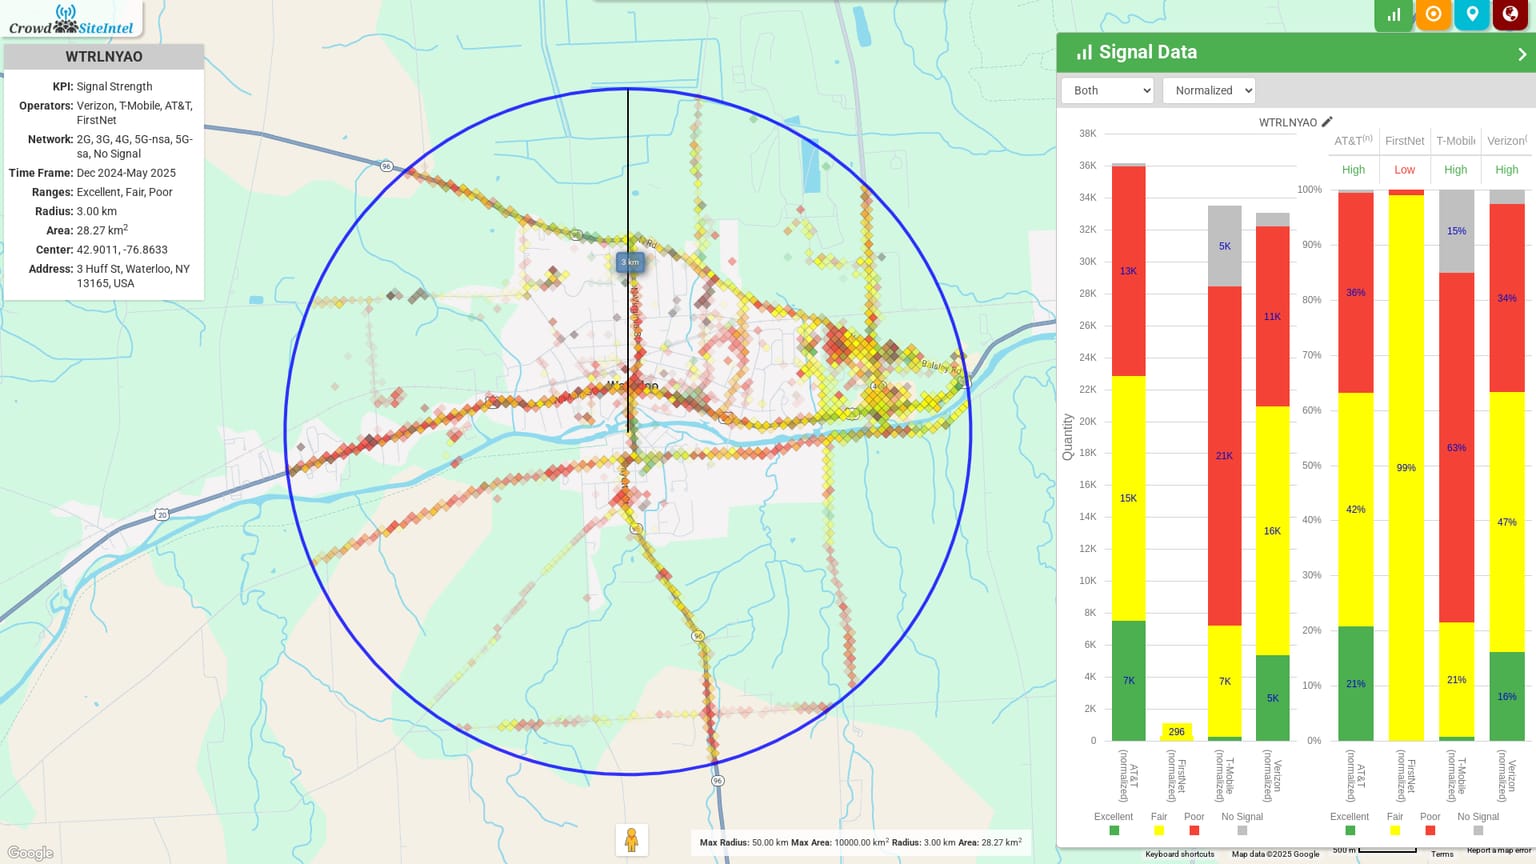 Crowd SiteIntel
WTRLNYAO
KPI: Signal Strength
Operators: Verizon, T-Mobile, AT&T,
FirstNet
Network: 2G, 3G, 4G, 5G-nsa, 5G-
sa, No Signal
Time Frame: Dec 2024-May 2025
Ranges: Excellent, Fair, Poor
Radius: 3.00 km
Area: 28.27 km²
Center: 42.9011, -76.8633
Address: 3 Huff St, Waterloo, NY
13165, USA
96
Rd
3 km
Balsley Rd
20
96
96
96
Google
Max Radius: 50.00 km Max Area: 10000.00 km² Radius: 3.00 km Area: 28.27 km²
Signal Data
Both
Normalized
WTRLNYAO
38K
36K
34K
32K
30K
28K
26K
24K
22K
20K
18K
16K
14K
12K
10K
8K
6K
4K
2K
0
Quantity
13K
15K
7K
296
5K
21K
7K
11K
16K
5K
AT&T (normalized)
FirstNet (normalized)
T-Mobile (normalized)
Verizon (normalized)
Excellent Fair Poor No Signal
AT&T(n) FirstNet T-Mobile Verizon(
High Low High High
100%
90%
80%
70%
60%
50%
40%
30%
20%
10%
0%
36%
42%
21%
99%
15%
63%
21%
34%
47%
16%
AT&T (normalized)
FirstNet (normalized)
T-Mobile (normalized)
Verizon (normalized)
Excellent Fair Poor No Signal
Keyboard shortcuts Map data ©2025 Google 500 m Terms Report a map error